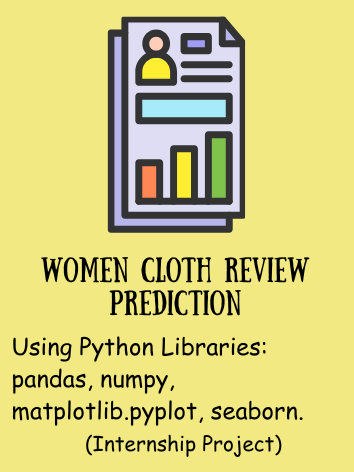 WOMEN CLOTH REVIEW
PREDICTION
Using Python Libraries:
pandas, numpy,
matplotlib.pyplot, seaborn.
(Internship Project)